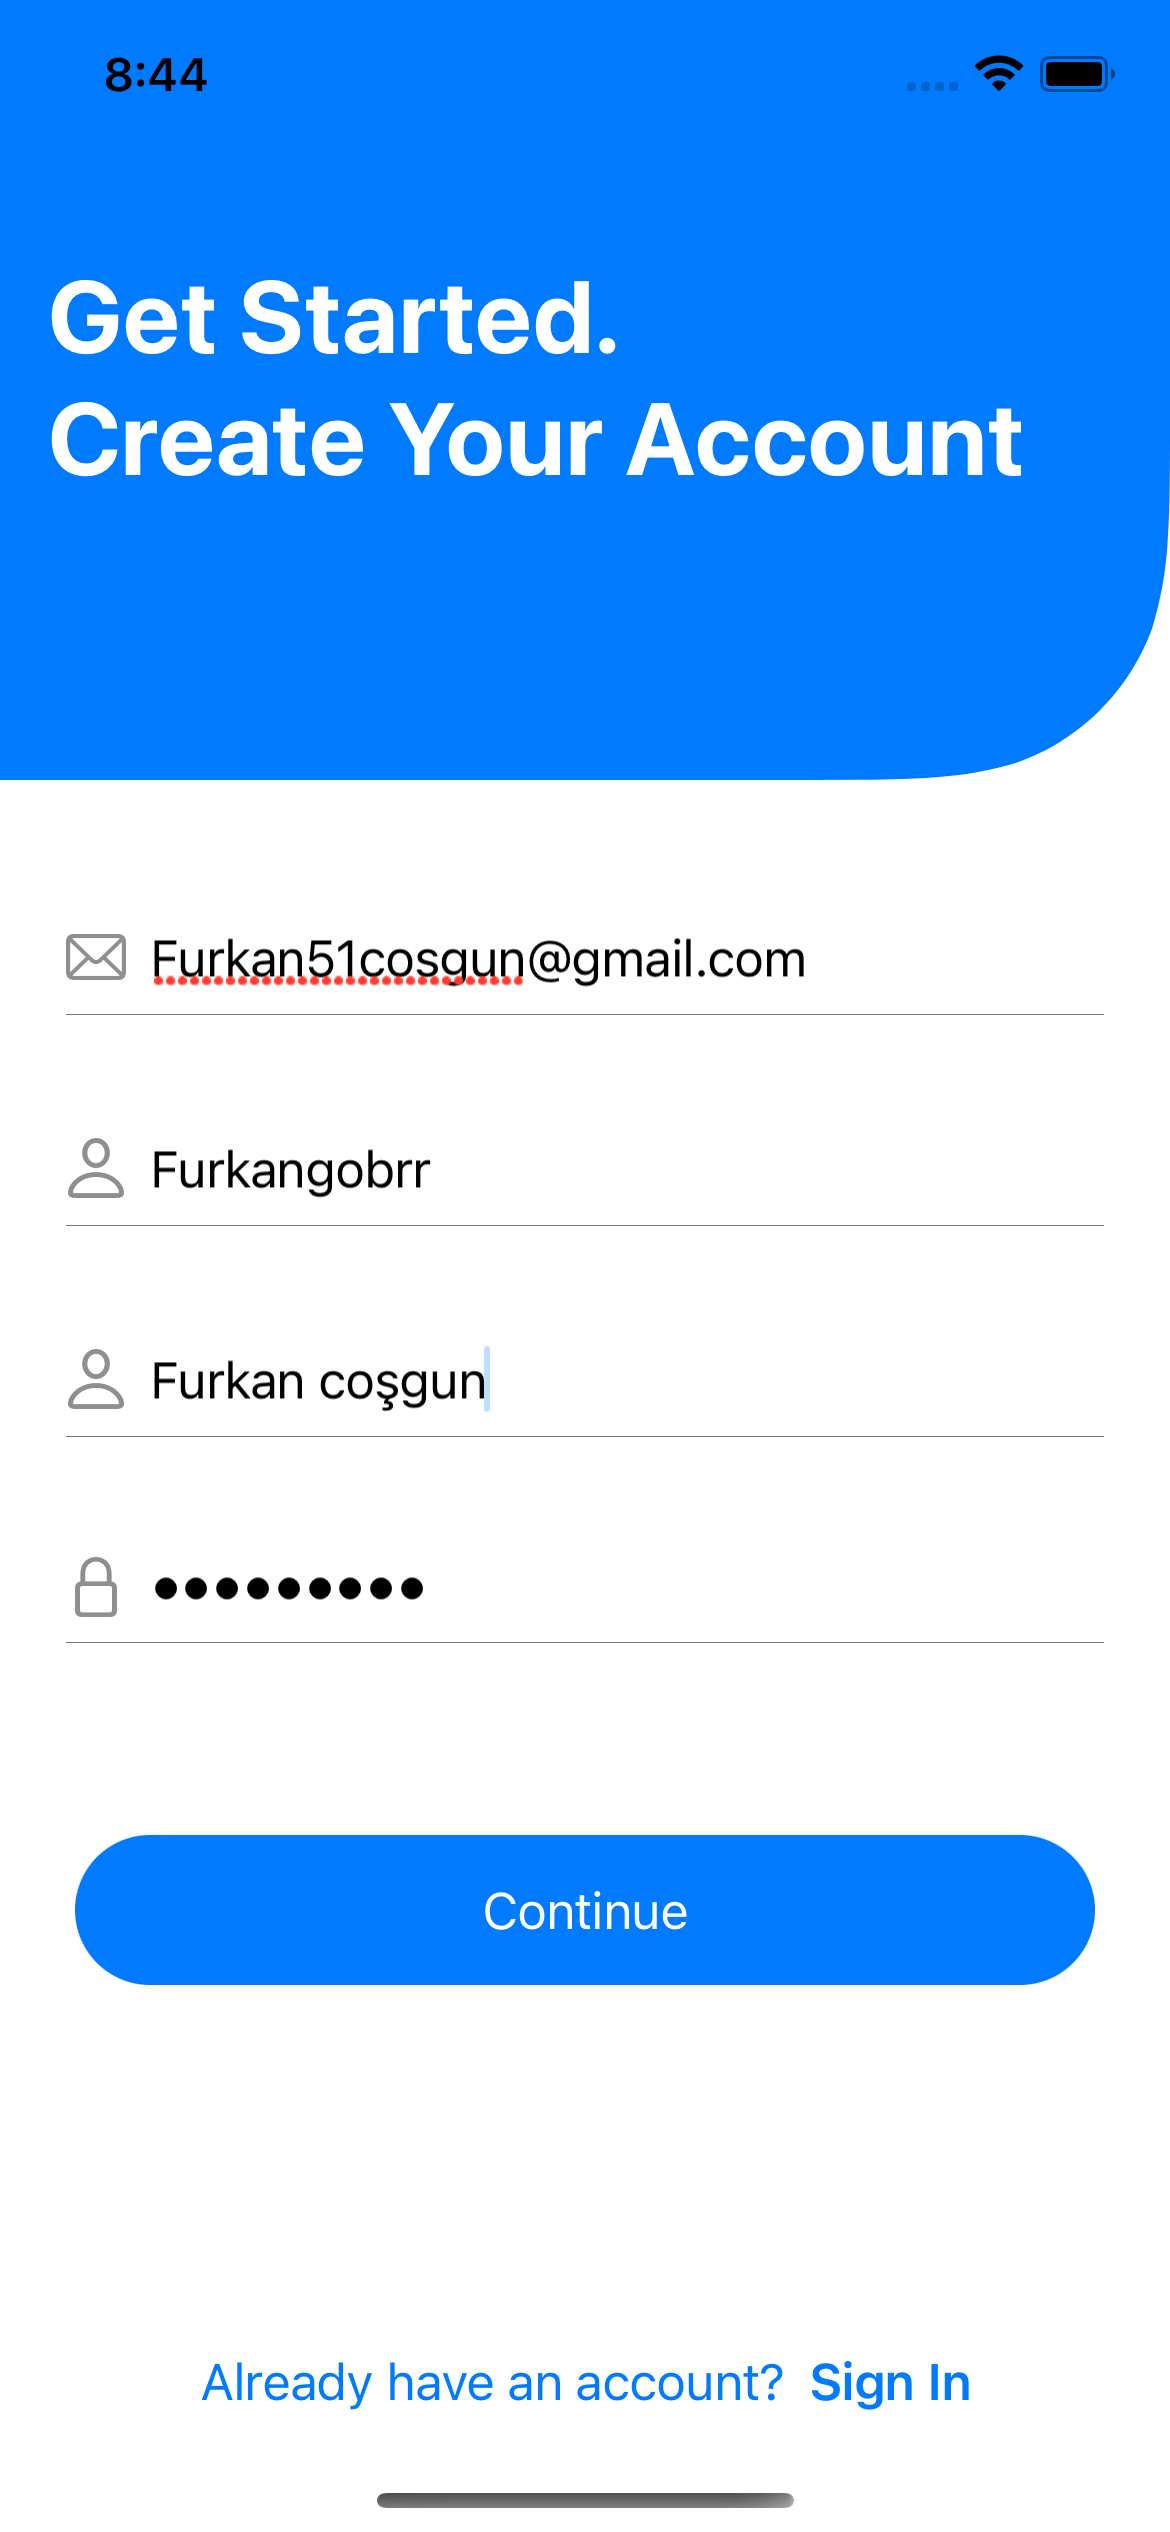 8:44
Get Started.
Create Your Account
Furkan51cosgun@gmail.com
Furkangobrr
Furkan coşgun
•••••••••
Continue
Already have an account? Sign In